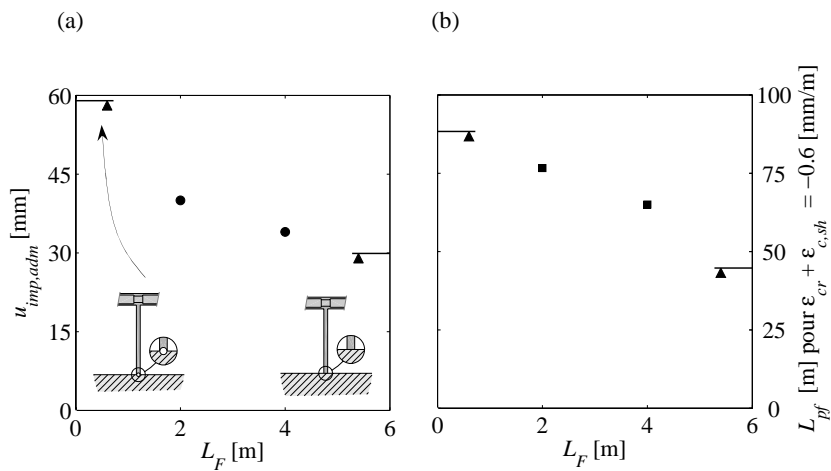 (a)
(b)
60
45
30
15
0
u_{imp,adm} [mm]
0 2 4 6
L_F [m]
100
75
50
25
0
L_{pf} [m] pour ε_{cr} + ε_{c,sh} = −0.6 [mm/m]
0 2 4 6
L_F [m]